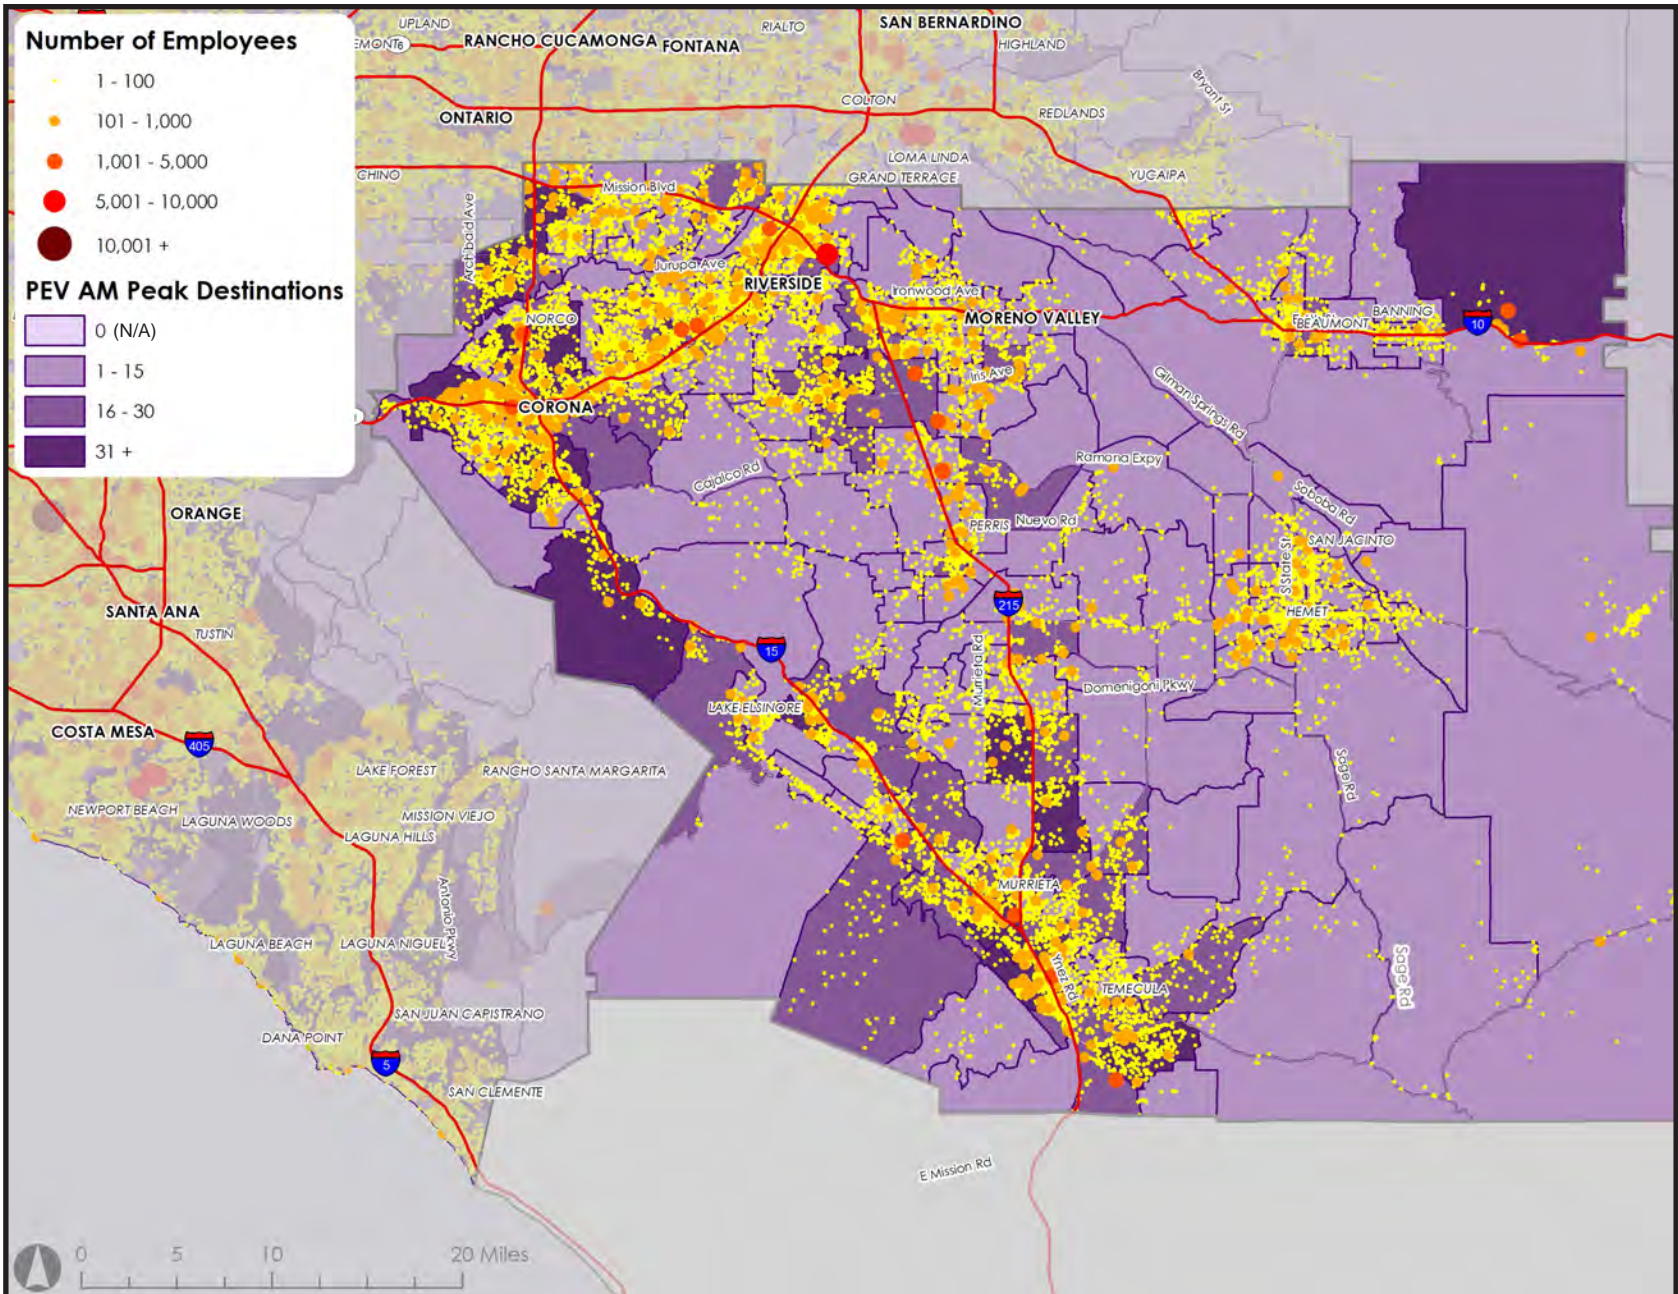 Number of Employees
1 - 100
101 - 1,000
1,001 - 5,000
5,001 - 10,000
10,001 +
PEV AM Peak Destinations
0 (N/A)
1 - 15
16 - 30
31 +
UPLAND
RIALTO
SAN BERNARDINO
EMONT
RANCHO CUCAMONGA
FONTANA
HIGHLAND
Bryant St
COLTON
ONTARIO
REDLANDS
LOMA LINDA
CHINO
GRAND TERRACE
YUCAIPA
Mission Blvd
Archibald Ave
Jurupa Ave
RIVERSIDE
Ironwood Ave
NORCO
MORENO VALLEY
BEAUMONT
BANNING
10
Iris Ave
CORONA
Gilman Springs Rd
Cajalco Rd
Ramona Expy
Soboba Rd
ORANGE
PERRIS
Nuevo Rd
SAN JACINTO
S State St
215
SANTA ANA
HEMET
TUSTIN
15
Murrieta Rd
Domenigoni Pkwy
LAKE ELSINORE
COSTA MESA
405
LAKE FOREST
RANCHO SANTA MARGARITA
Sage Rd
NEWPORT BEACH
LAGUNA WOODS
MISSION VIEJO
LAGUNA HILLS
MURRIETA
Antonio Pkwy
LAGUNA BEACH
LAGUNA NIGUEL
Ynez Rd
TEMECULA
Sage Rd
SAN JUAN CAPISTRANO
DANA POINT
5
SAN CLEMENTE
E Mission Rd
0 5 10 20 Miles